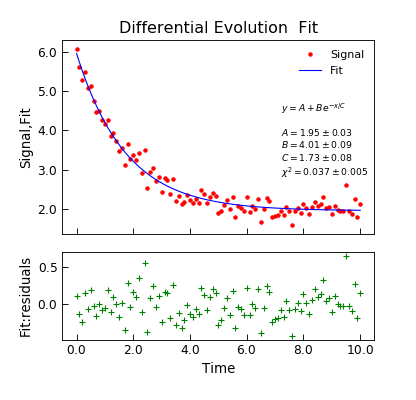 Differential Evolution  Fit
Signal,Fit
6.0
5.0
4.0
3.0
2.0
Signal
Fit
y = A + Be^{-x/C}
A = 1.95 ± 0.03
B = 4.01 ± 0.09
C = 1.73 ± 0.08
χ² = 0.037 ± 0.005
Fit:residuals
0.5
0.0
0.0 2.0 4.0 6.0 8.0 10.0
Time